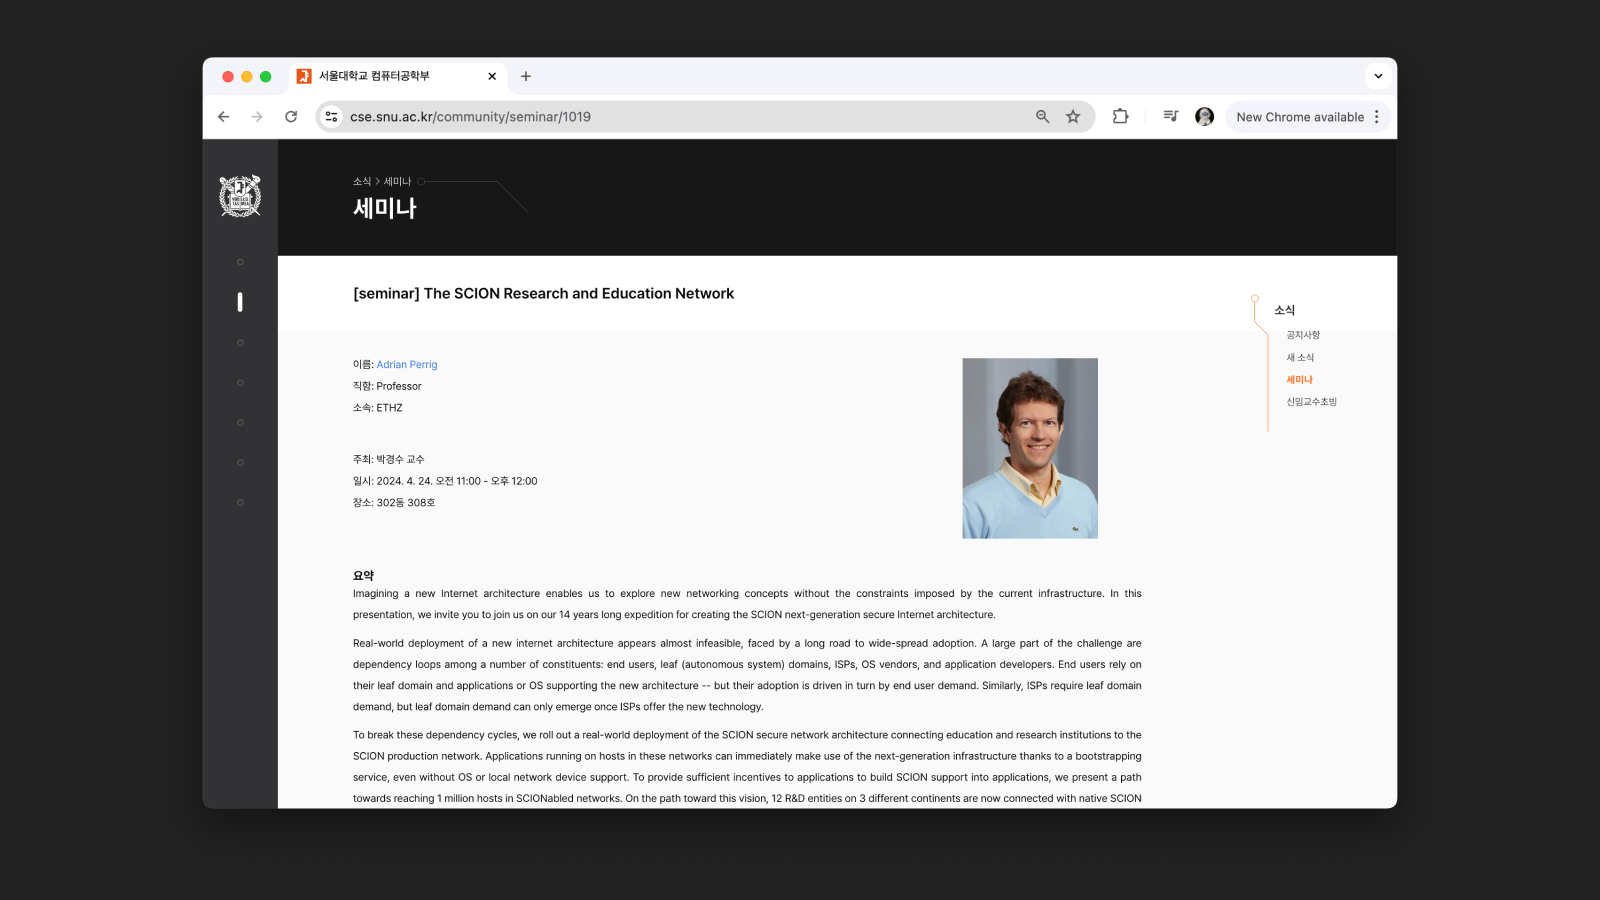 서울대학교 컴퓨터공학부
cse.snu.ac.kr/community/seminar/1019
New Chrome available
소식 > 세미나
세미나
[seminar] The SCION Research and Education Network
이름: Adrian Perrig
직함: Professor
소속: ETHZ
주최: 박경수 교수
일시: 2024. 4. 24. 오전 11:00 - 오후 12:00
장소: 302동 308호
요약
Imagining a new Internet architecture enables us to explore new networking concepts without the constraints imposed by the current infrastructure. In this
presentation, we invite you to join us on our 14 years long expedition for creating the SCION next-generation secure Internet architecture.
Real-world deployment of a new internet architecture appears almost infeasible, faced by a long road to wide-spread adoption. A large part of the challenge are
dependency loops among a number of constituents: end users, leaf (autonomous system) domains, ISPs, OS vendors, and application developers. End users rely on
their leaf domain and applications or OS supporting the new architecture -- but their adoption is driven in turn by end user demand. Similarly, ISPs require leaf domain
demand, but leaf domain demand can only emerge once ISPs offer the new technology.
To break these dependency cycles, we roll out a real-world deployment of the SCION secure network architecture connecting education and research institutions to the
SCION production network. Applications running on hosts in these networks can immediately make use of the next-generation infrastructure thanks to a bootstrapping
service, even without OS or local network device support. To provide sufficient incentives to applications to build SCION support into applications, we present a path
towards reaching 1 million hosts in SCIONabled networks. On the path toward this vision, 12 R&D entities on 3 different continents are now connected with native SCION
소식
공지사항
새 소식
세미나
신임교수초빙